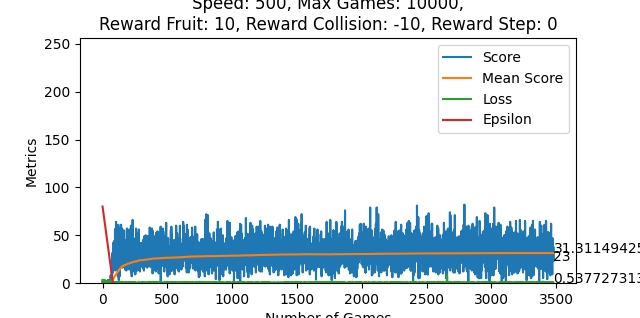 Speed: 500, Max Games: 10000,
Reward Fruit: 10, Reward Collision: -10, Reward Step: 0
250
200
150
100
50
0
Metrics
Score
Mean Score
Loss
Epsilon
31.31149425
23
0.537727313
0
500
1000
1500
2000
2500
3000
3500
Number of Games